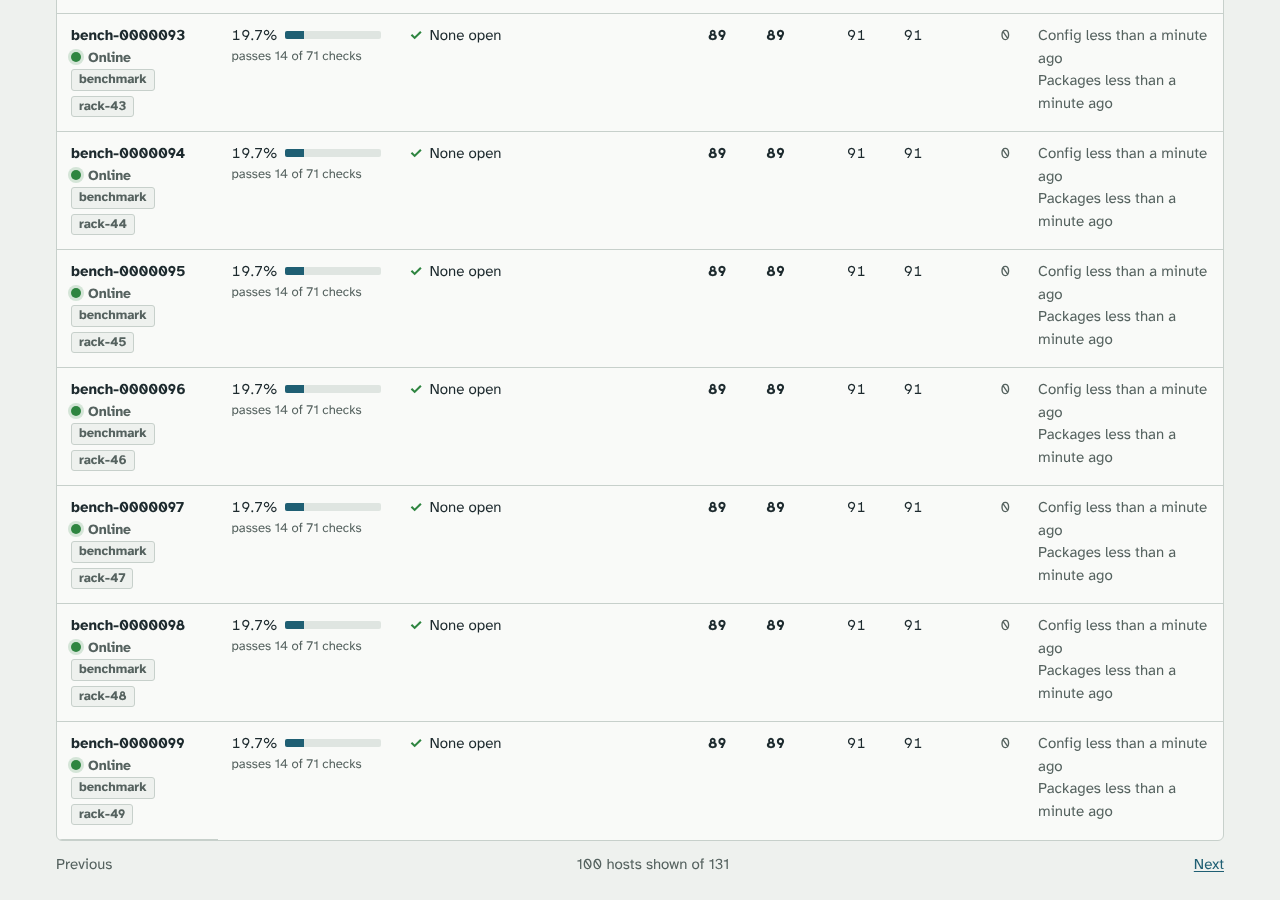 bench-0000093 19.7% None open 89 89 91 91 0 Config less than a minute
Online passes 14 of 71 checks ago
benchmark Packages less than a
rack-43 minute ago
bench-0000094 19.7% None open 89 89 91 91 0 Config less than a minute
Online passes 14 of 71 checks ago
benchmark Packages less than a
rack-44 minute ago
bench-0000095 19.7% None open 89 89 91 91 0 Config less than a minute
Online passes 14 of 71 checks ago
benchmark Packages less than a
rack-45 minute ago
bench-0000096 19.7% None open 89 89 91 91 0 Config less than a minute
Online passes 14 of 71 checks ago
benchmark Packages less than a
rack-46 minute ago
bench-0000097 19.7% None open 89 89 91 91 0 Config less than a minute
Online passes 14 of 71 checks ago
benchmark Packages less than a
rack-47 minute ago
bench-0000098 19.7% None open 89 89 91 91 0 Config less than a minute
Online passes 14 of 71 checks ago
benchmark Packages less than a
rack-48 minute ago
bench-0000099 19.7% None open 89 89 91 91 0 Config less than a minute
Online passes 14 of 71 checks ago
benchmark Packages less than a
rack-49 minute ago
Previous 100 hosts shown of 131 Next